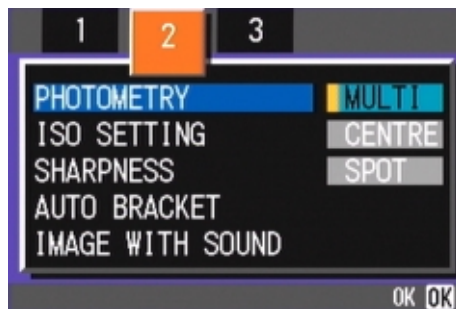 1 2 3
PHOTOMETRY MULTI
ISO SETTING CENTRE
SHARPNESS SPOT
AUTO BRACKET
IMAGE WITH SOUND
OK OK